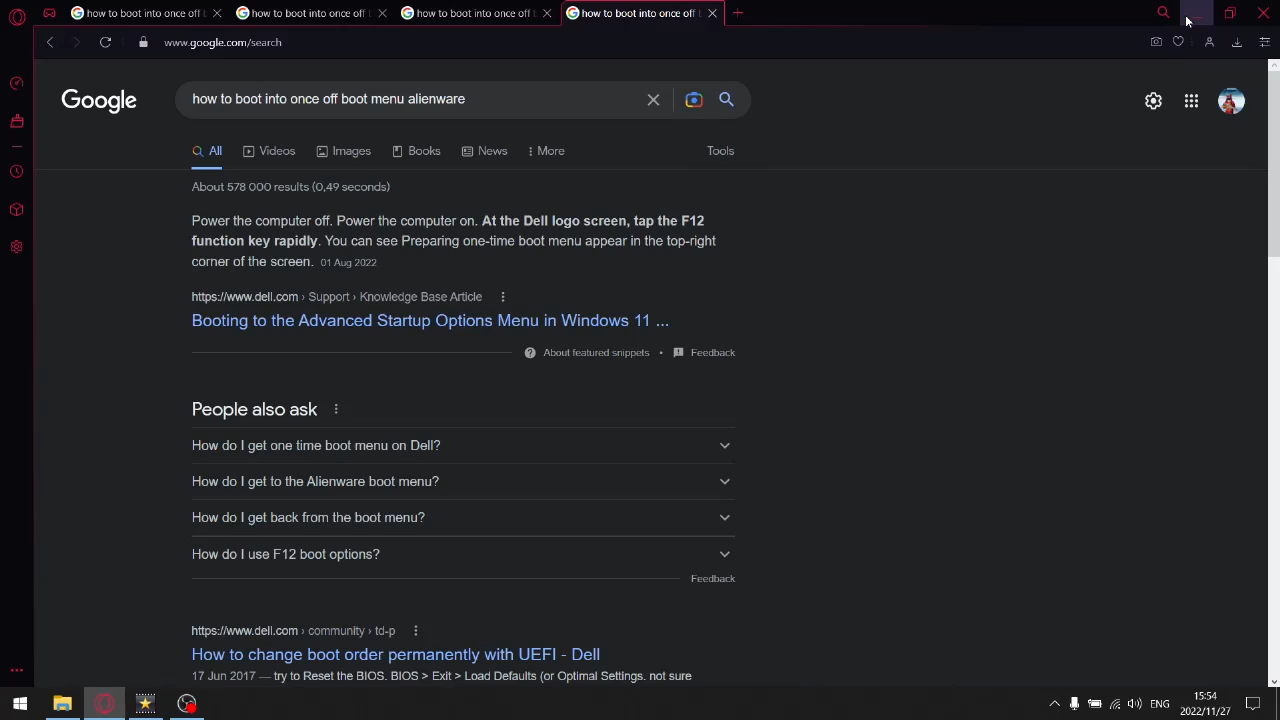 how to boot into once off b
how to boot into once off b
how to boot into once off b
how to boot into once off b
www.google.com/search
Google
how to boot into once off boot menu alienware
All
Videos
Images
Books
News
More
Tools
About 578 000 results (0,49 seconds)
Power the computer off. Power the computer on. At the Dell logo screen, tap the F12
function key rapidly. You can see Preparing one-time boot menu appear in the top-right
corner of the screen. 01 Aug 2022
https://www.dell.com › Support › Knowledge Base Article
Booting to the Advanced Startup Options Menu in Windows 11 ...
About featured snippets • Feedback
People also ask
How do I get one time boot menu on Dell?
How do I get to the Alienware boot menu?
How do I get back from the boot menu?
How do I use F12 boot options?
Feedback
https://www.dell.com › community › td-p
How to change boot order permanently with UEFI - Dell
17 Jun 2017 — try to Reset the BIOS. BIOS > Exit > Load Defaults (or Optimal Settings. not sure
ENG
15:54
2022/11/27